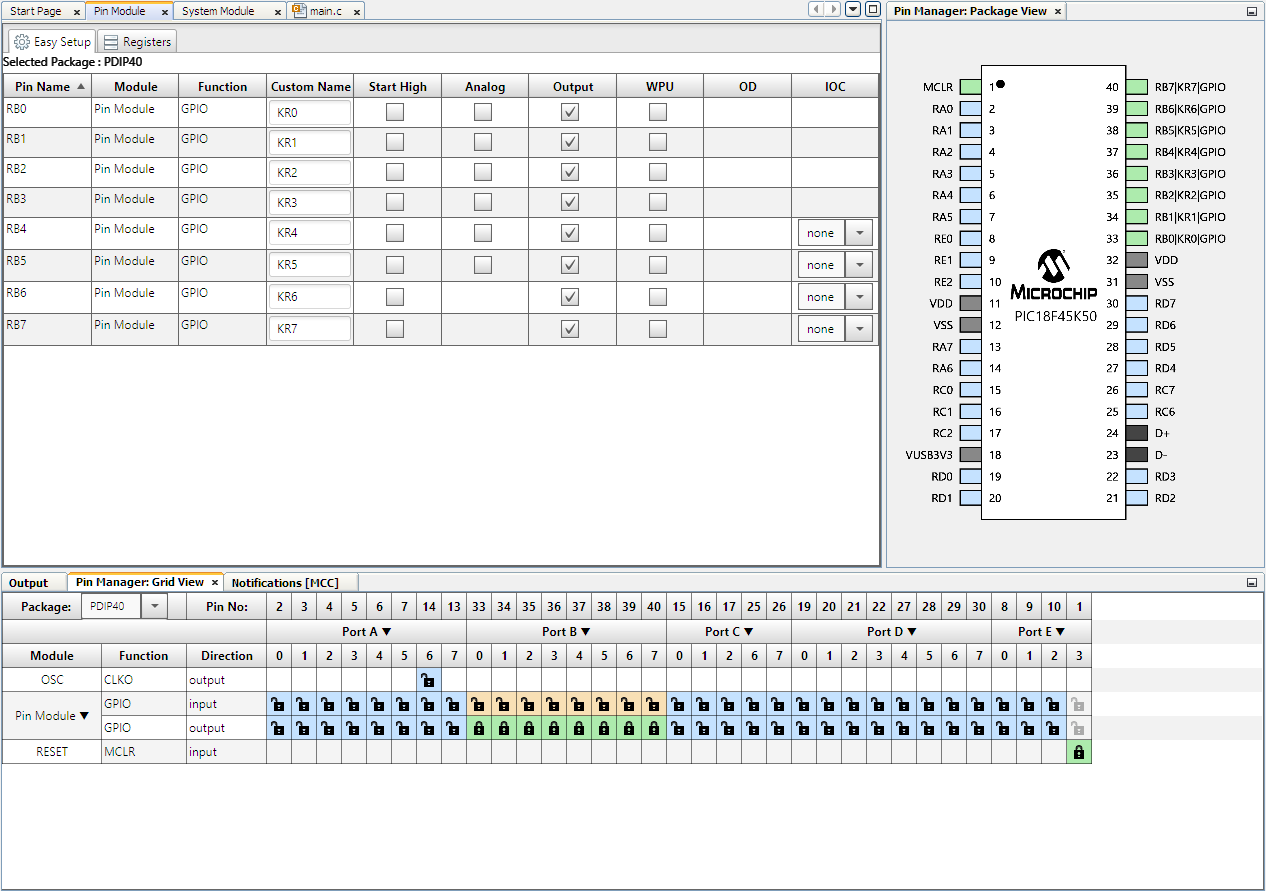 Start Page × Pin Module × System Module × main.c ×
Easy Setup Registers
Selected Package : PDIP40
Pin Name Module Function Custom Name Start High Analog Output WPU OD IOC
RB0 Pin Module GPIO KR0
RB1 Pin Module GPIO KR1
RB2 Pin Module GPIO KR2
RB3 Pin Module GPIO KR3
RB4 Pin Module GPIO KR4 none
RB5 Pin Module GPIO KR5 none
RB6 Pin Module GPIO KR6 none
RB7 Pin Module GPIO KR7 none
Pin Manager: Package View ×
MCLR 1 40 RB7|KR7|GPIO
RA0 2 39 RB6|KR6|GPIO
RA1 3 38 RB5|KR5|GPIO
RA2 4 37 RB4|KR4|GPIO
RA3 5 36 RB3|KR3|GPIO
RA4 6 35 RB2|KR2|GPIO
RA5 7 34 RB1|KR1|GPIO
RE0 8 33 RB0|KR0|GPIO
RE1 9 32 VDD
RE2 10 31 VSS
MICROCHIP
VDD 11 30 RD7
PIC18F45K50
VSS 12 29 RD6
RA7 13 28 RD5
RA6 14 27 RD4
RC0 15 26 RC7
RC1 16 25 RC6
RC2 17 24 D+
VUSB3V3 18 23 D-
RD0 19 22 RD3
RD1 20 21 RD2
Output Pin Manager: Grid View × Notifications [MCC]
Package: PDIP40 Pin No: 2 3 4 5 6 7 14 13 33 34 35 36 37 38 39 40 15 16 17 25 26 19 20 21 22 27 28 29 30 8 9 10 1
Port A ▼ Port B ▼ Port C ▼ Port D ▼ Port E ▼
Module Function Direction 0 1 2 3 4 5 6 7 0 1 2 3 4 5 6 7 0 1 2 6 7 0 1 2 3 4 5 6 7 0 1 2 3
OSC CLKO output
Pin Module ▼ GPIO input
GPIO output
RESET MCLR input